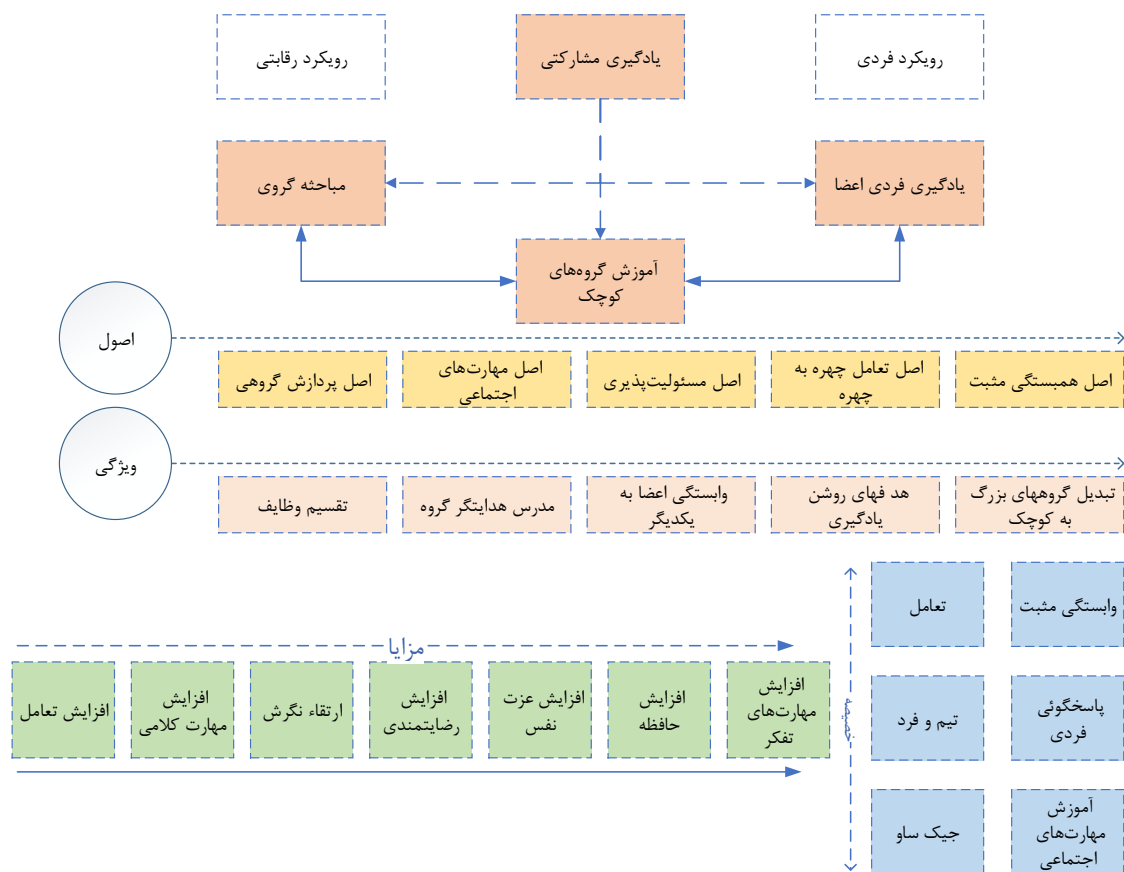 رویکرد فردی
یادگیری مشارکتی
رویکرد رقابتی
یادگیری فردی اعضا
مباحثه گروی
آموزش گروه‌های
کوچک
اصول
اصل همبستگی مثبت
اصل تعامل چهره به
چهره
اصل مسئولیت‌پذیری
اصل مهارت‌های
اجتماعی
اصل پردازش گروهی
ویژگی
تبدیل گروههای بزرگ
به کوچک
هد فهای روشن
یادگیری
وابستگی اعضا به
یکدیگر
مدرس هدایتگر گروه
تقسیم وظایف
وابستگی مثبت
تعامل
پاسخگوئی
فردی
تیم و فرد
آموزش
مهارت‌های
اجتماعی
جیک ساو
خصیصه
مزایا
افزایش
مهارت‌های
تفکر
افزایش
حافظه
افزایش عزت
نفس
افزایش
رضایتمندی
ارتقاء نگرش
افزایش
مهارت کلامی
افزایش تعامل